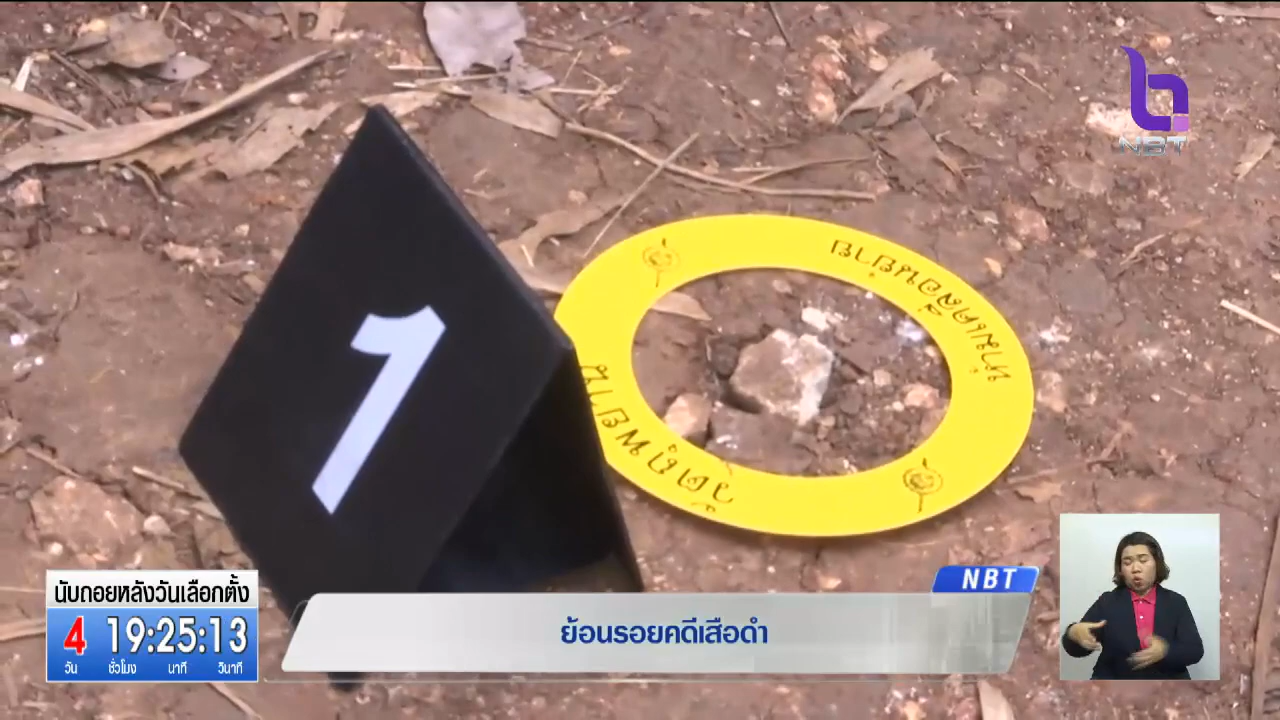 NBT
1
นับถอยหลังวันเลือกตั้ง
4 19:25:13
วัน ชั่วโมง นาที วินาที
NBT
ย้อนรอยคดีเสือดำ